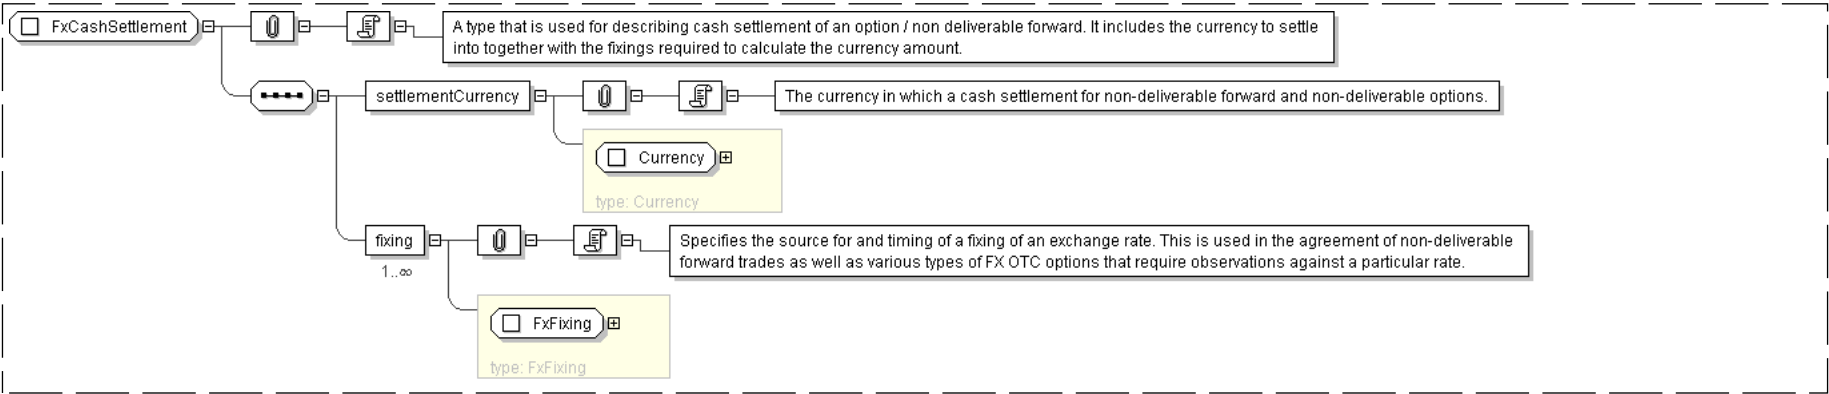 FxCashSettlement
A type that is used for describing cash settlement of an option / non deliverable forward. It includes the currency to settle
into together with the fixings required to calculate the currency amount.
settlementCurrency
The currency in which a cash settlement for non-deliverable forward and non-deliverable options.
Currency
type: Currency
fixing
1..∞
Specifies the source for and timing of a fixing of an exchange rate. This is used in the agreement of non-deliverable
forward trades as well as various types of FX OTC options that require observations against a particular rate.
FxFixing
type: FxFixing